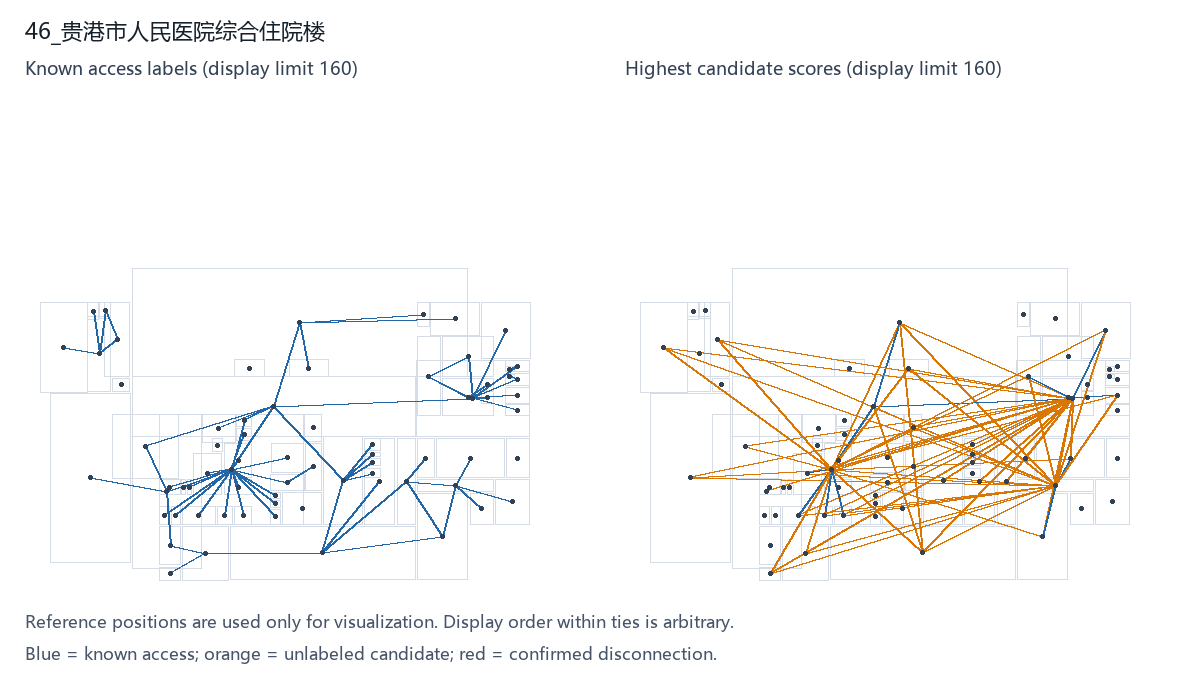 46_贵港市人民医院综合住院楼
Known access labels (display limit 160)
Highest candidate scores (display limit 160)
Reference positions are used only for visualization. Display order within ties is arbitrary.
Blue = known access; orange = unlabeled candidate; red = confirmed disconnection.